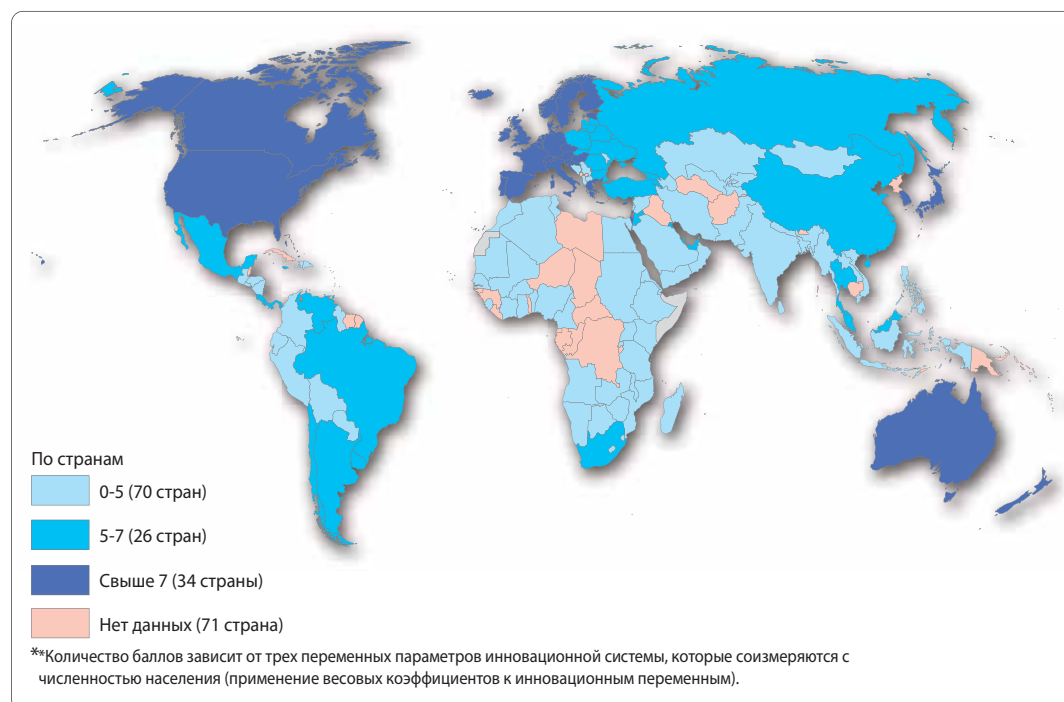 По странам
0-5 (70 стран)
5-7 (26 стран)
Свыше 7 (34 страны)
Нет данных (71 страна)
**Количество баллов зависит от трех переменных параметров инновационной системы, которые соизмеряются с
численностью населения (применение весовых коэффициентов к инновационным переменным).